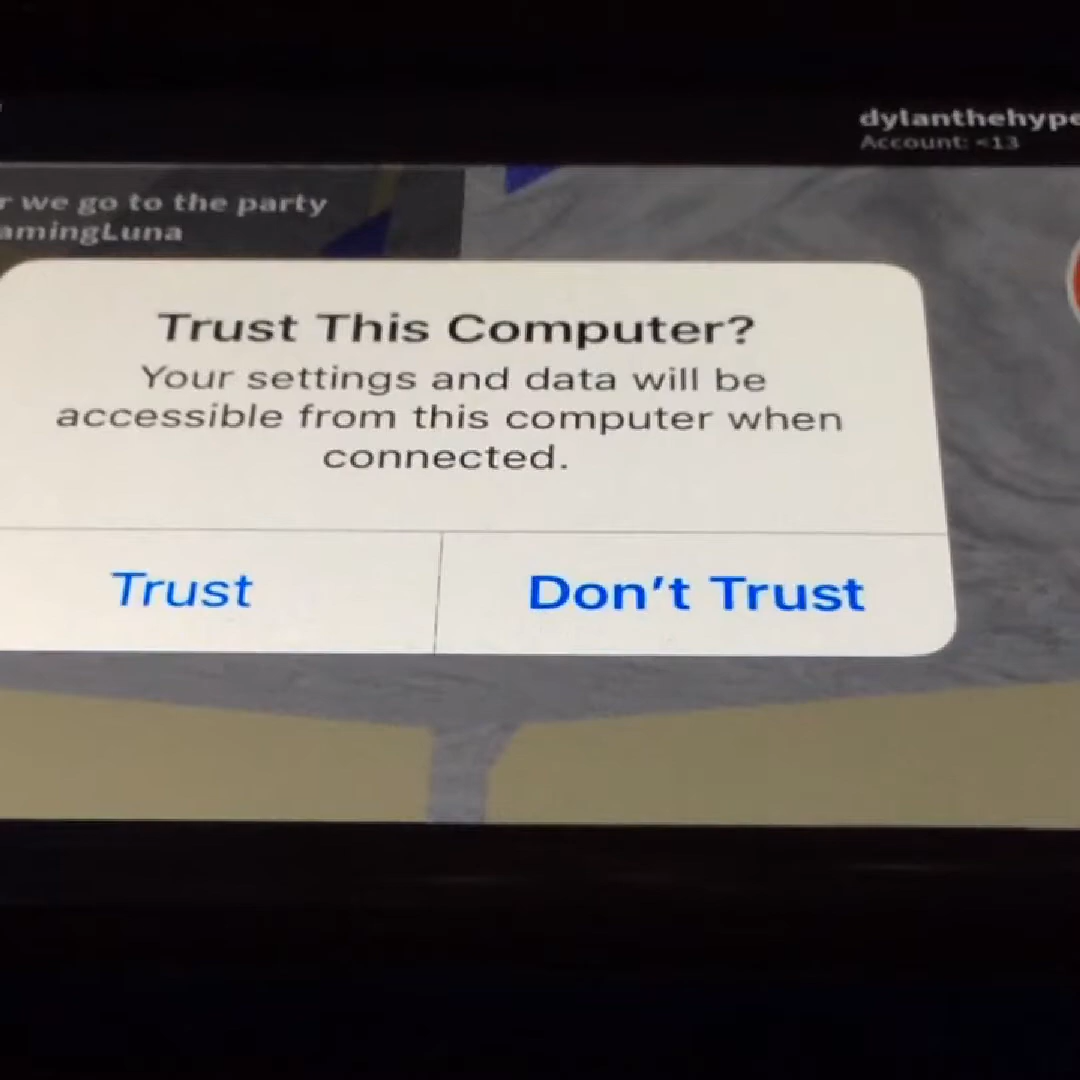 dylanthehype
Account: <13
r we go to the party
amingLuna
Trust This Computer?
Your settings and data will be
accessible from this computer when
connected.
Trust
Don't Trust